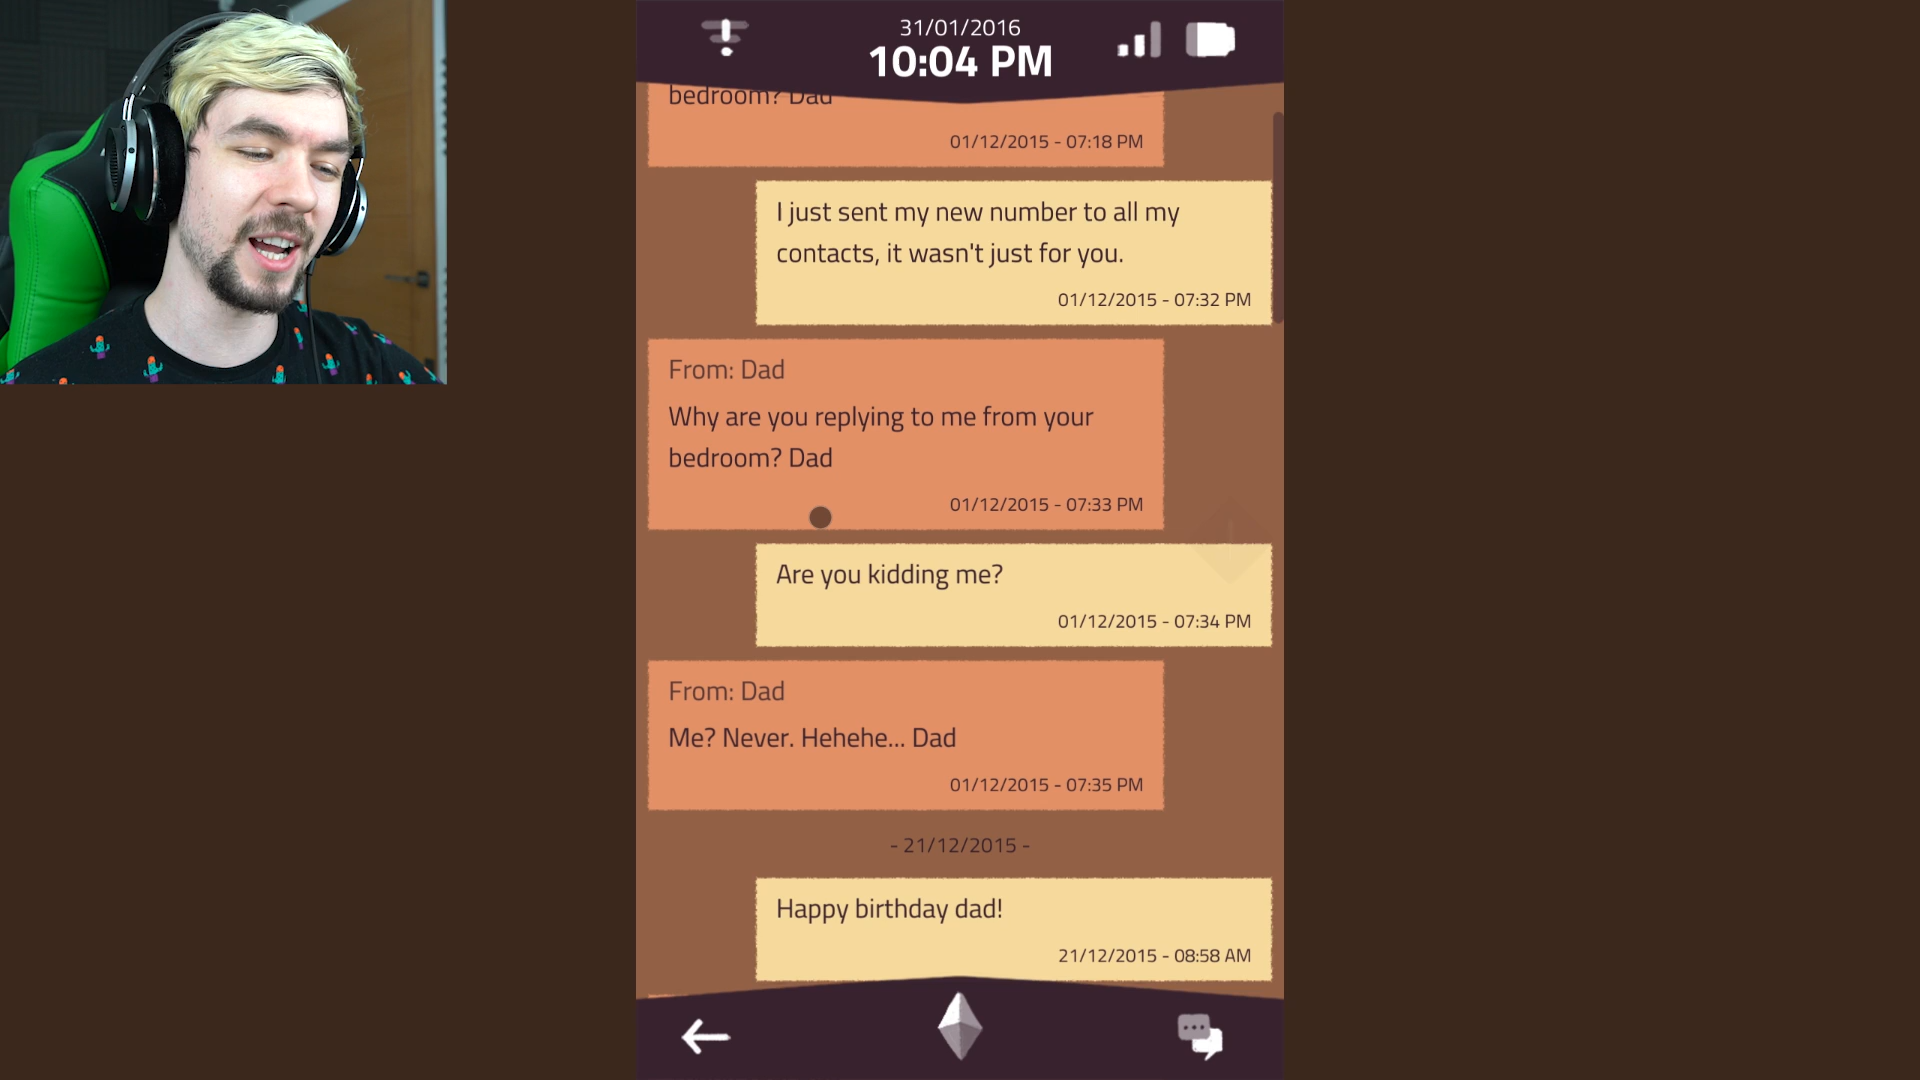 31/01/2016
10:04 PM
bedroom? Dad
01/12/2015 - 07:18 PM
I just sent my new number to all my
contacts, it wasn't just for you.
01/12/2015 - 07:32 PM
From: Dad
Why are you replying to me from your
bedroom? Dad
01/12/2015 - 07:33 PM
Are you kidding me?
01/12/2015 - 07:34 PM
From: Dad
Me? Never. Hehehe... Dad
01/12/2015 - 07:35 PM
- 21/12/2015 -
Happy birthday dad!
21/12/2015 - 08:58 AM